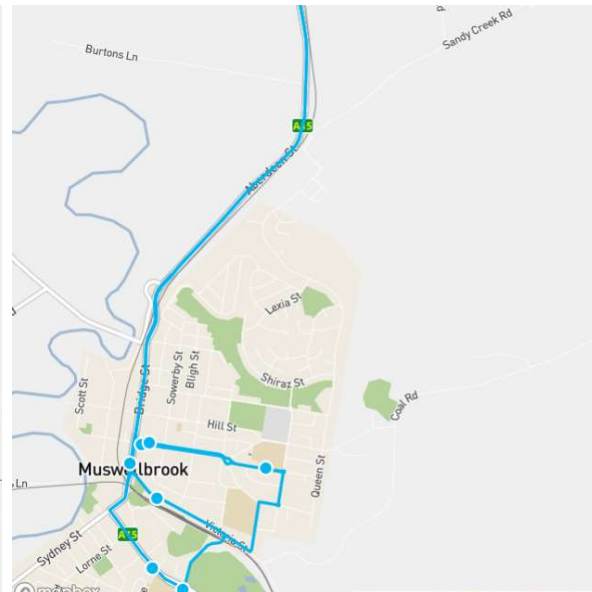 Sandy Creek Rd
Burtons Ln
A15
Aberdeen St
Lexia St
Shiraz St
Sowerby St
Bligh St
Scott St
Bridge St
Coal Rd
Hill St
Queen St
Muswellbrook
Ln
Victoria St
A15
Sydney St
Lorne St
mapbox